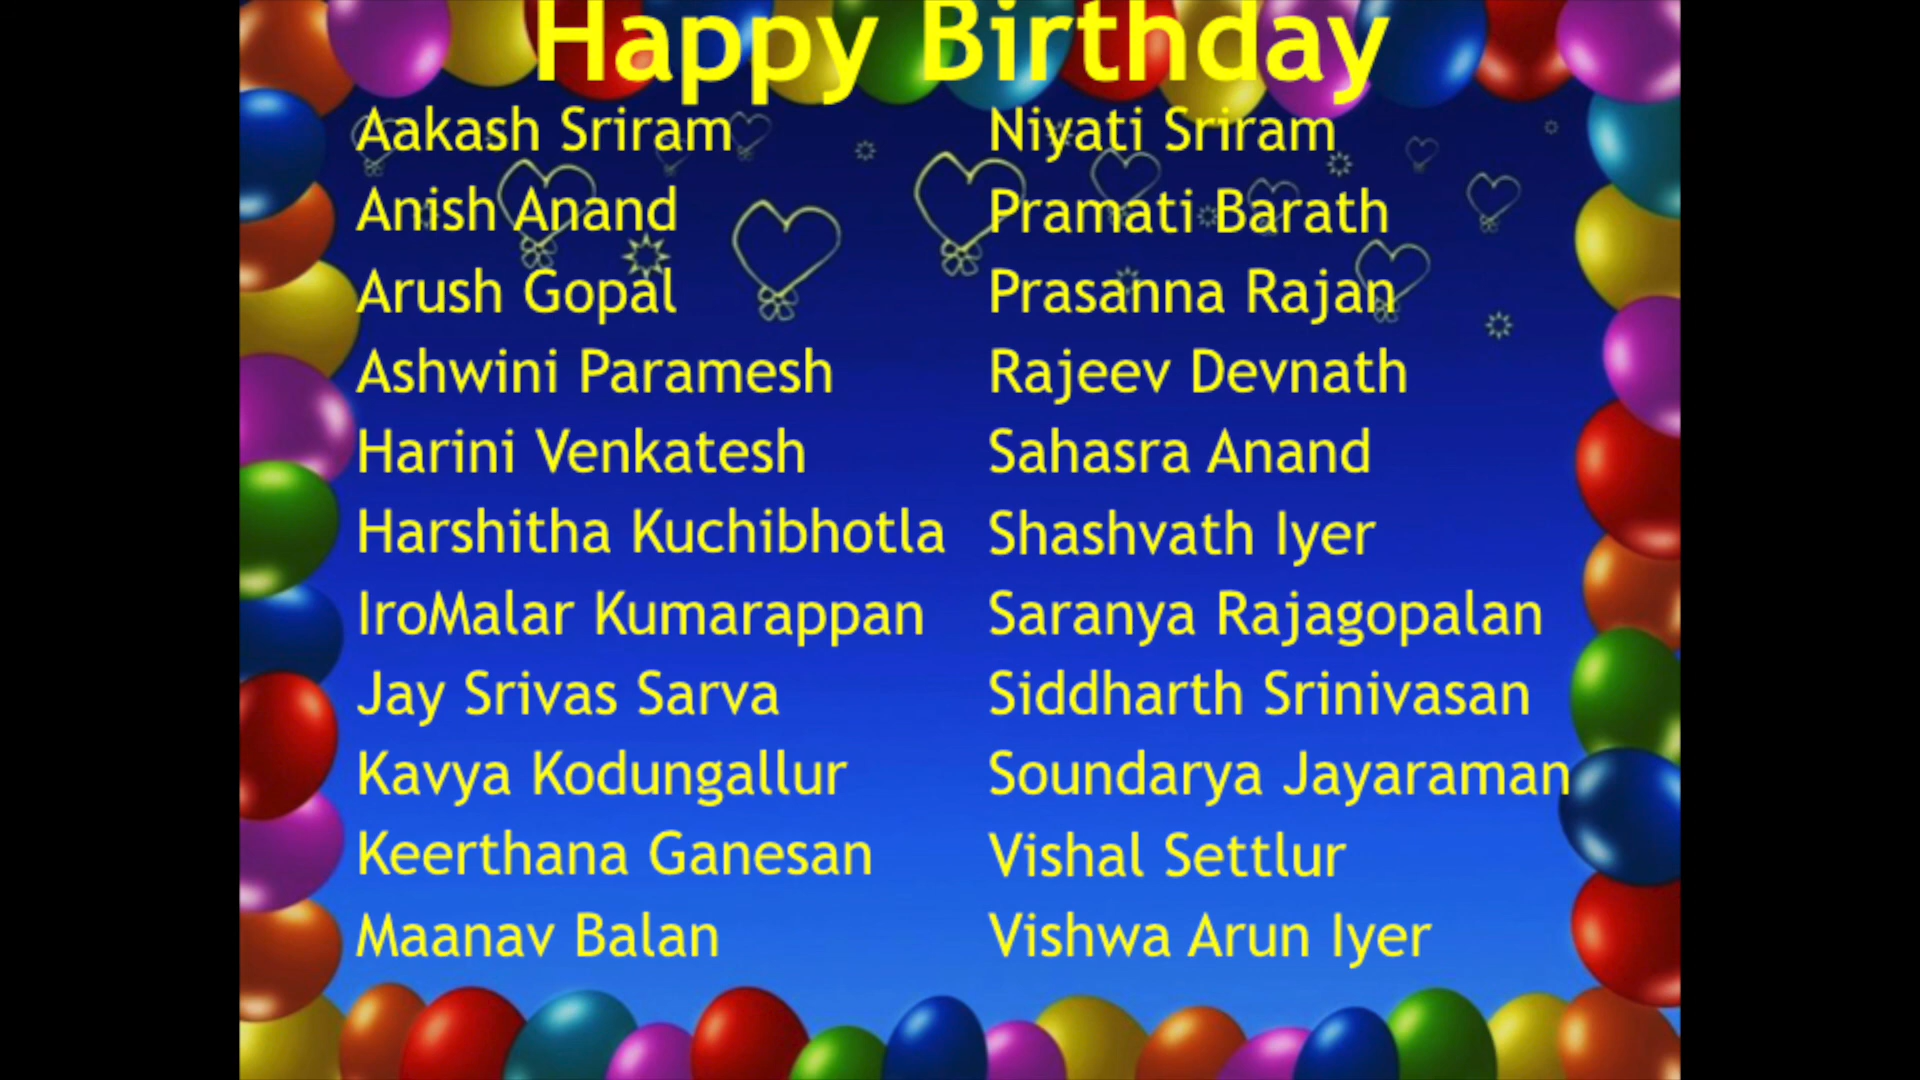 Happy Birthday
Aakash Sriram
Anish Anand
Arush Gopal
Ashwini Paramesh
Harini Venkatesh
Harshitha Kuchibhotla
IroMalar Kumarappan
Jay Srivas Sarva
Kavya Kodungallur
Keerthana Ganesan
Maanav Balan
Niyati Sriram
Pramati Barath
Prasanna Rajan
Rajeev Devnath
Sahasra Anand
Shashvath Iyer
Saranya Rajagopalan
Siddharth Srinivasan
Soundarya Jayaraman
Vishal Settlur
Vishwa Arun Iyer